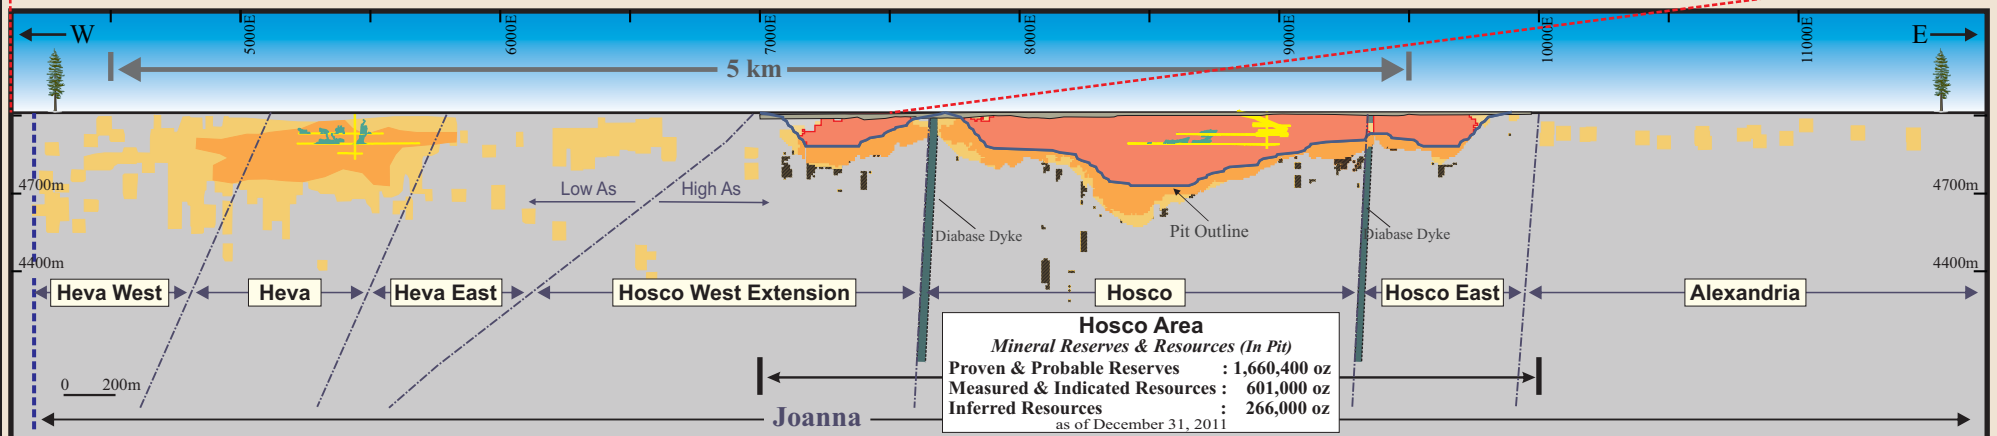 W
5000E
6000E
7000E
8000E
9000E
10000E
11000E
E
5 km
4700m
Low As
High As
4700m
Diabase Dyke
Pit Outline
Diabase Dyke
4400m
4400m
Heva West
Heva
Heva East
Hosco West Extension
Hosco
Hosco East
Alexandria
Hosco Area
Mineral Reserves & Resources (In Pit)
Proven & Probable Reserves : 1,660,400 oz
Measured & Indicated Resources : 601,000 oz
Inferred Resources : 266,000 oz
as of December 31, 2011
0 200m
Joanna